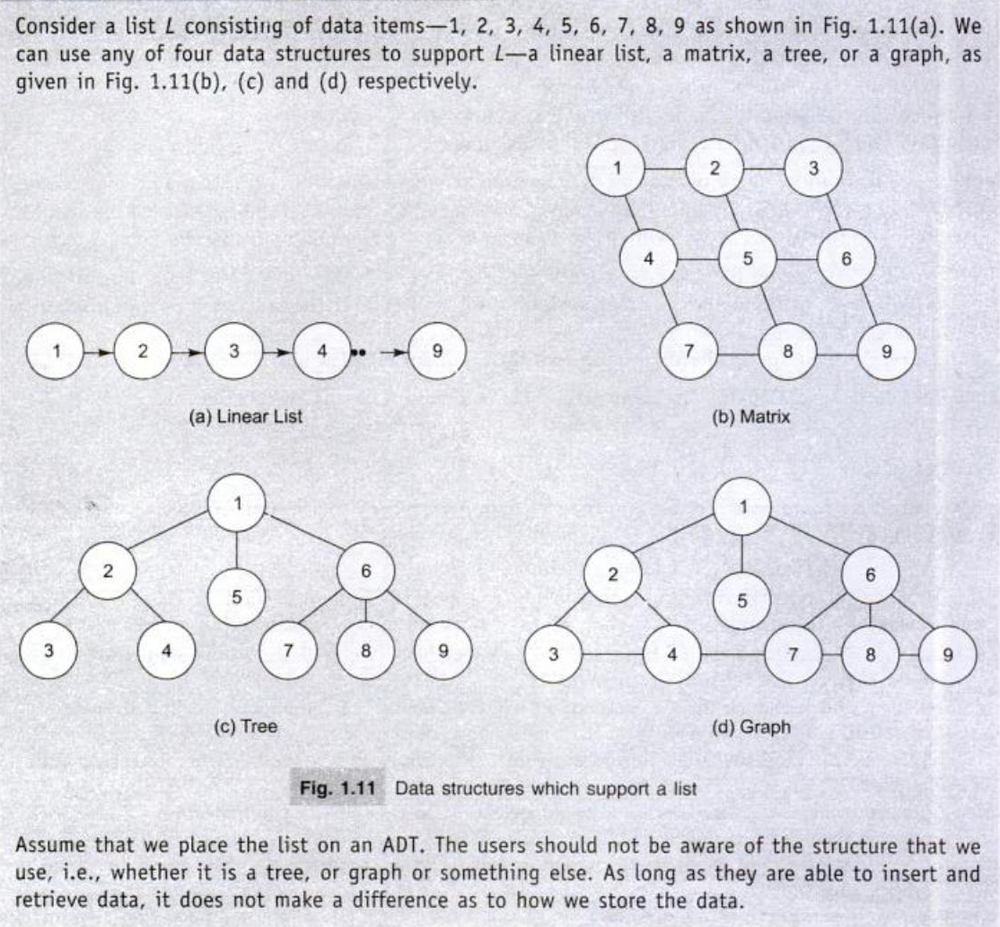 Consider a list L consisting of data items—1, 2, 3, 4, 5, 6, 7, 8, 9 as shown in Fig. 1.11(a). We
can use any of four data structures to support L—a linear list, a matrix, a tree, or a graph, as
given in Fig. 1.11(b), (c) and (d) respectively.
1 2 3
4 5 6
7 8 9
1 2 3 4 •• 9
(a) Linear List
(b) Matrix
1
2 5 6
3 4 7 8 9
(c) Tree
1
2 5 6
3 4 7 8 9
(d) Graph
Fig. 1.11 Data structures which support a list
Assume that we place the list on an ADT. The users should not be aware of the structure that we
use, i.e., whether it is a tree, or graph or something else. As long as they are able to insert and
retrieve data, it does not make a difference as to how we store the data.